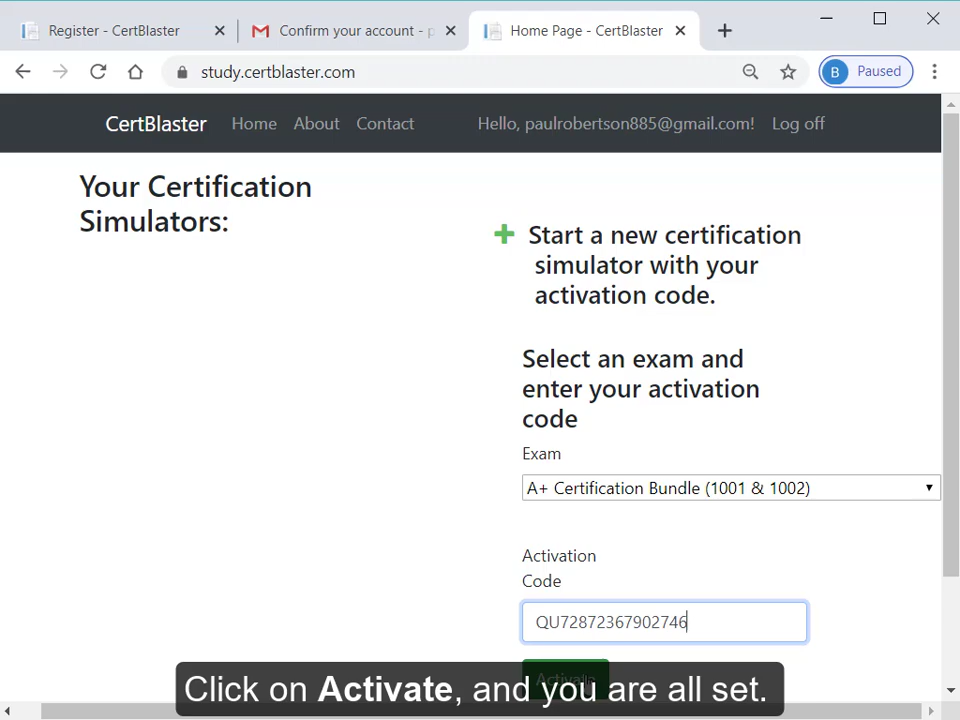 Register - CertBlaster
Confirm your account - p
Home Page - CertBlaster
study.certblaster.com
B Paused
CertBlaster Home About Contact Hello, paulrobertson885@gmail.com! Log off
Your Certification
Simulators:
Start a new certification
simulator with your
activation code.
Select an exam and
enter your activation
code
Exam
A+ Certification Bundle (1001 & 1002)
Activation
Code
QU72872367902746
Activate
Click on Activate, and you are all set.